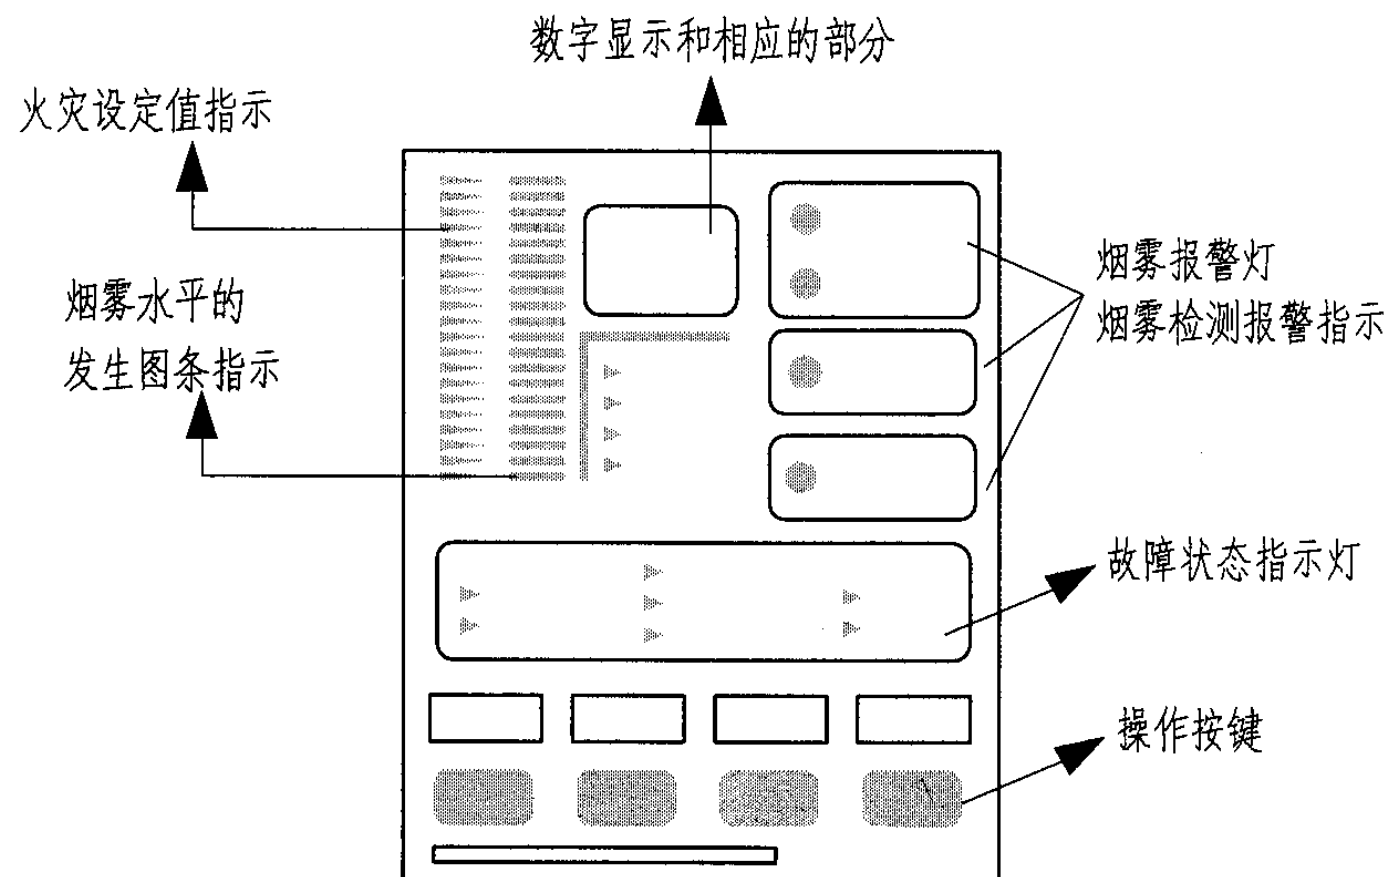 数字显示和相应的部分
火灾设定值指示
烟雾水平的
发生图条指示
烟雾报警灯
烟雾检测报警指示
故障状态指示灯
操作按键